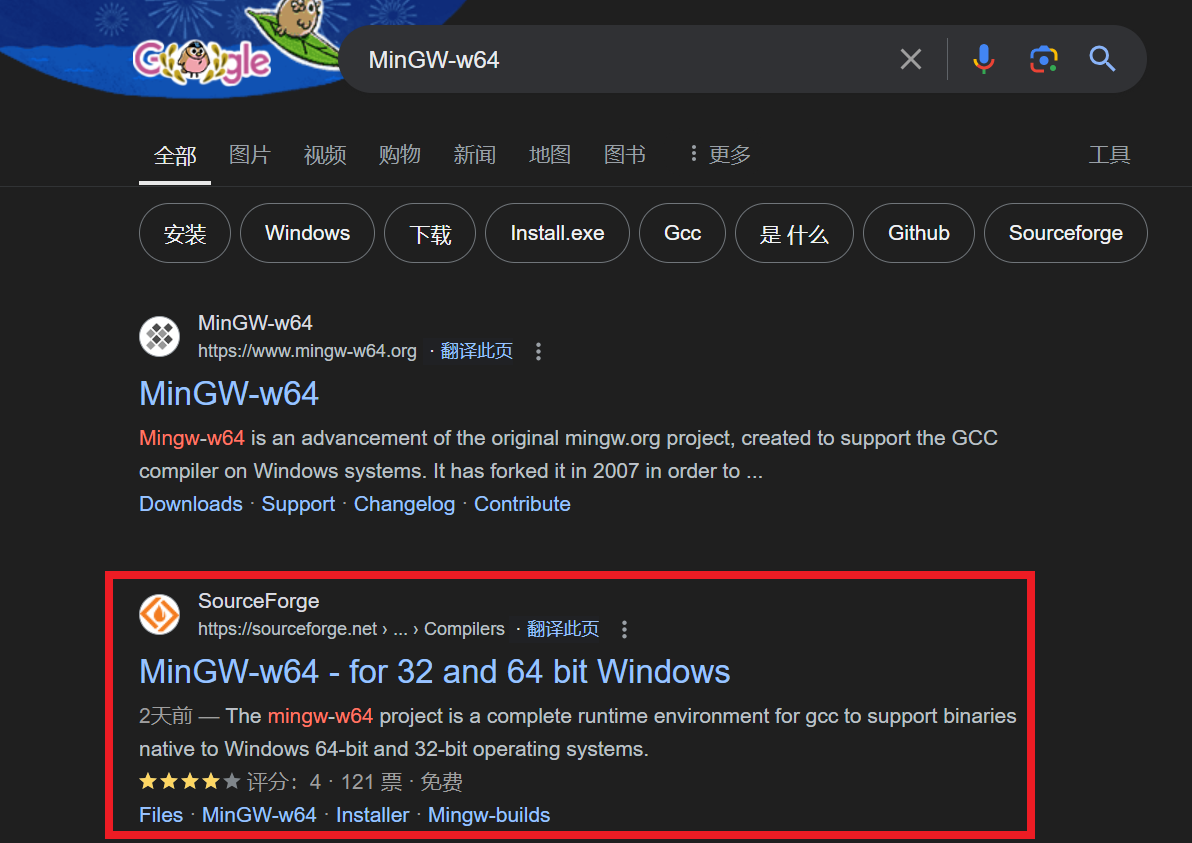 Google
MinGW-w64
全部 图片 视频 购物 新闻 地图 图书 更多 工具
安装 Windows 下载 Install.exe Gcc 是 什么 Github Sourceforge
MinGW-w64
https://www.mingw-w64.org · 翻译此页
MinGW-w64
Mingw-w64 is an advancement of the original mingw.org project, created to support the GCC
compiler on Windows systems. It has forked it in 2007 in order to ...
Downloads · Support · Changelog · Contribute
SourceForge
https://sourceforge.net › ... › Compilers · 翻译此页
MinGW-w64 - for 32 and 64 bit Windows
2天前 — The mingw-w64 project is a complete runtime environment for gcc to support binaries
native to Windows 64-bit and 32-bit operating systems.
评分：4 · 121 票 · 免费
Files · MinGW-w64 · Installer · Mingw-builds